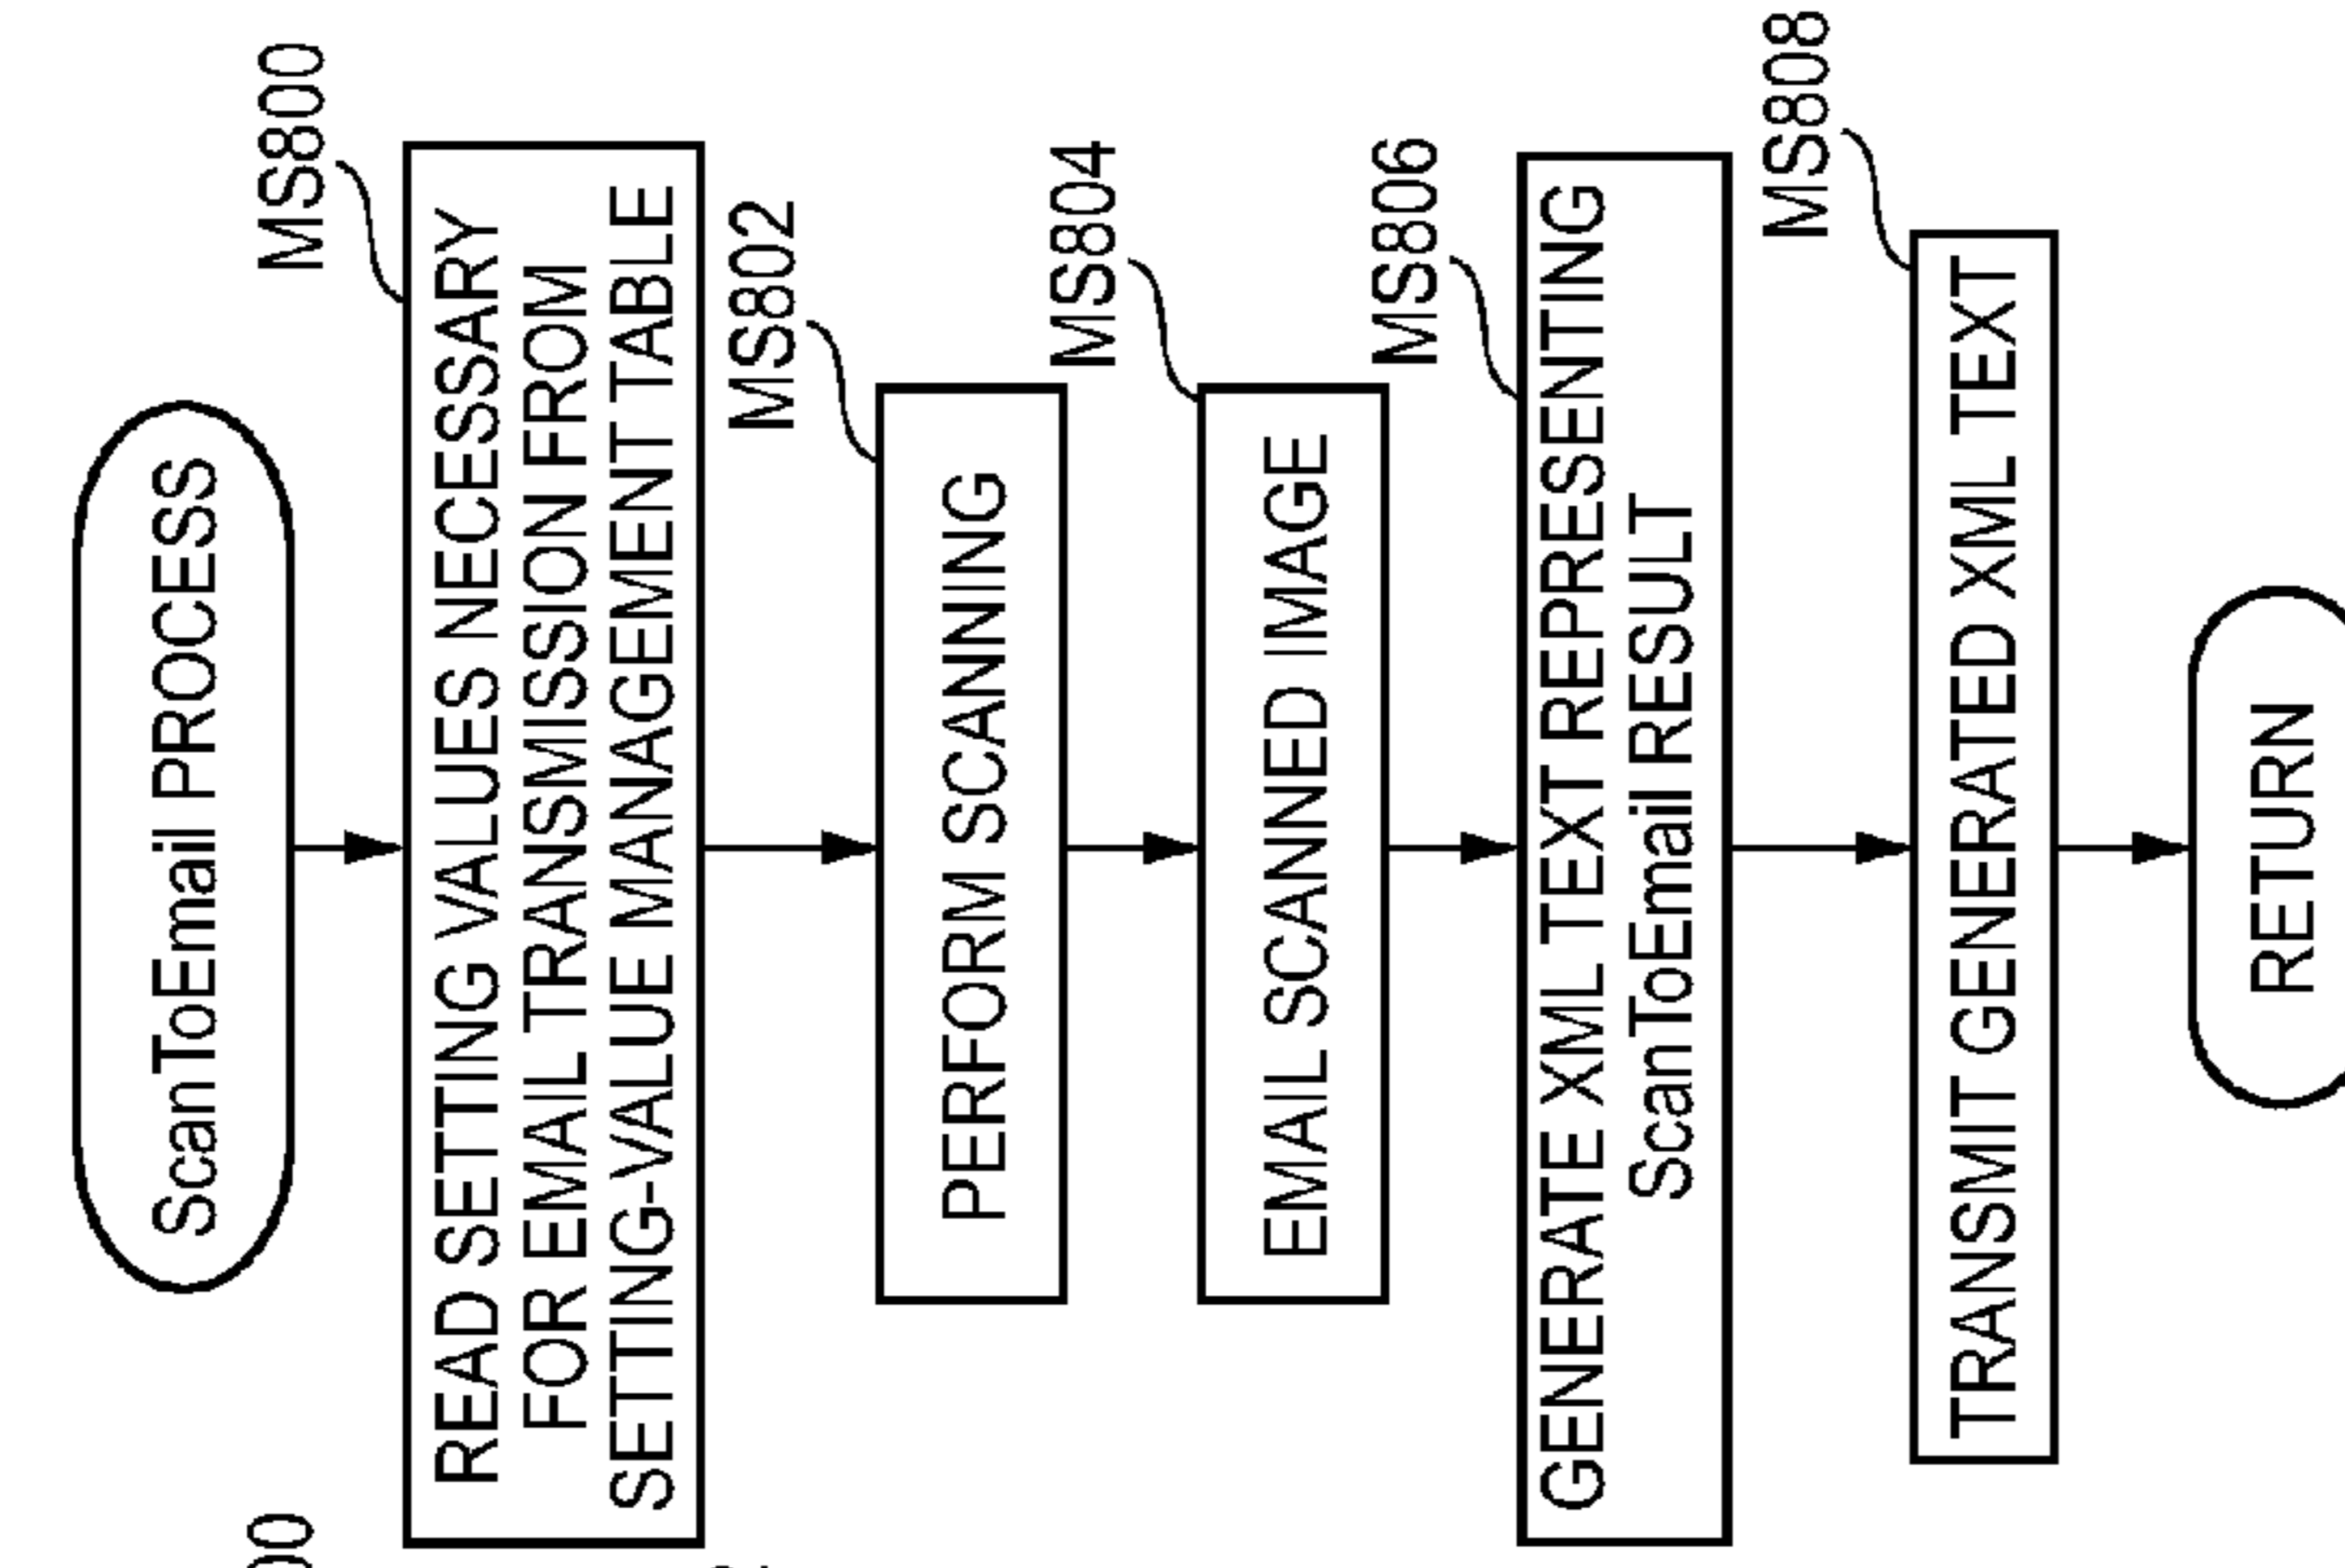 ScanToEmail PROCESS
MS800
READ SETTING VALUES NECESSARY
FOR EMAIL TRANSMISSION FROM
SETTING-VALUE MANAGEMENT TABLE
MS802
PERFORM SCANNING
MS804
EMAIL SCANNED IMAGE
MS806
GENERATE XML TEXT REPRESENTING
ScanToEmail RESULT
MS808
TRANSMIT GENERATED XML TEXT
RETURN